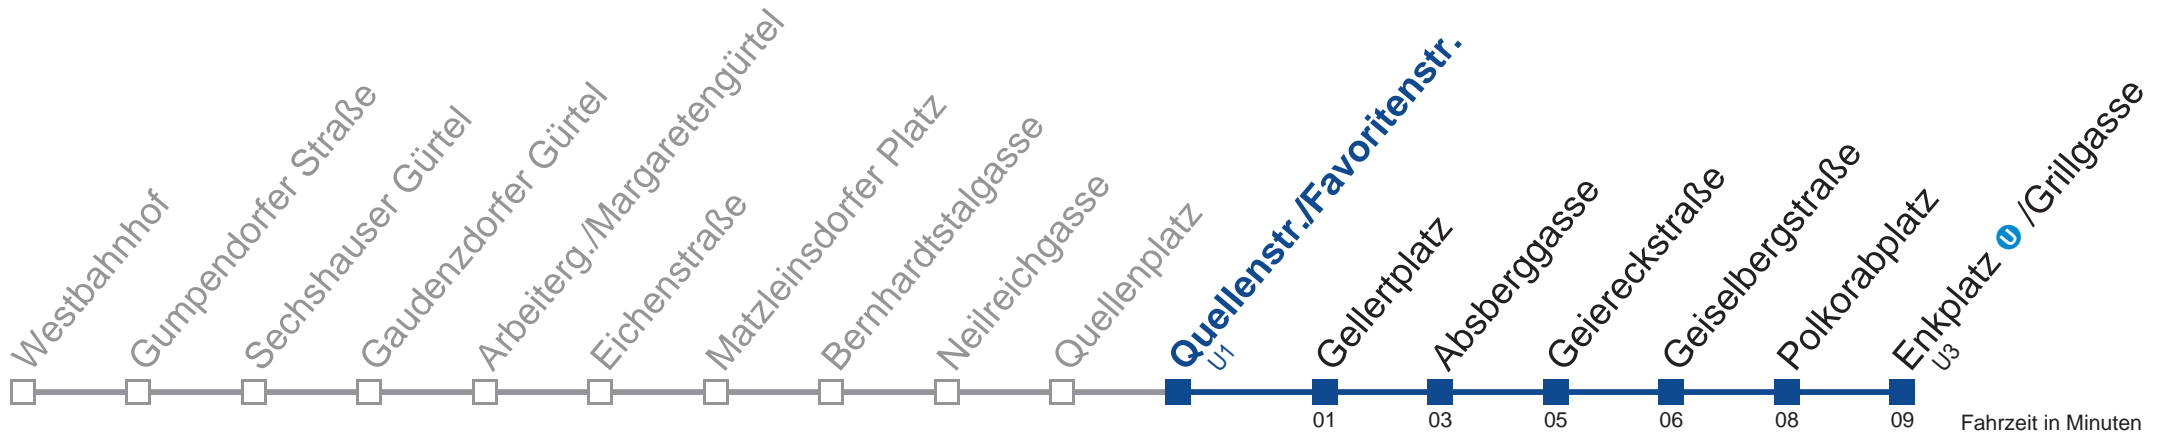 Westbahnhof
Gumpendorfer Straße
Sechshauser Gürtel
Gaudenzdorfer Gürtel
Arbeiterg./Margaretengürtel
Eichenstraße
Matzleinsdorfer Platz
Bernhardtstalgasse
Neilreichgasse
Quellenplatz
Quellenstr./Favoritenstr.
U1
Gellertplatz
Absberggasse
Geiereckstraße
Geiselbergstraße
Polkorabplatz
Enkplatz U /Grillgasse
U3
01 03 05 06 08 09 Fahrzeit in Minuten